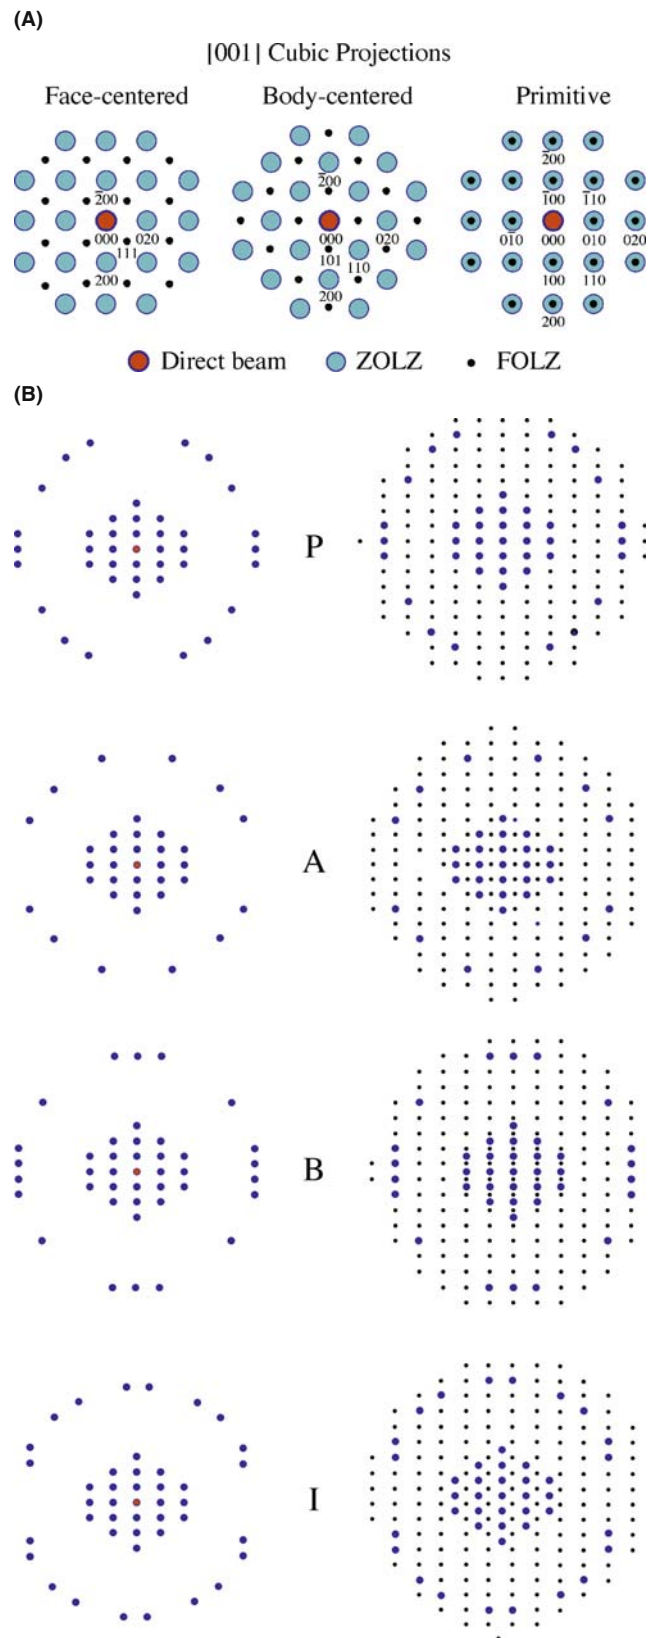 (A)
[001] Cubic Projections
Face-centered Body-centered Primitive
2̅00 2̅00 2̅00
1̅00 1̅10
000 020 000 020 01̅0 000 010 020
111 101 110
200 200 100 110
200
Direct beam ZOLZ FOLZ
(B)
P
A
B
I